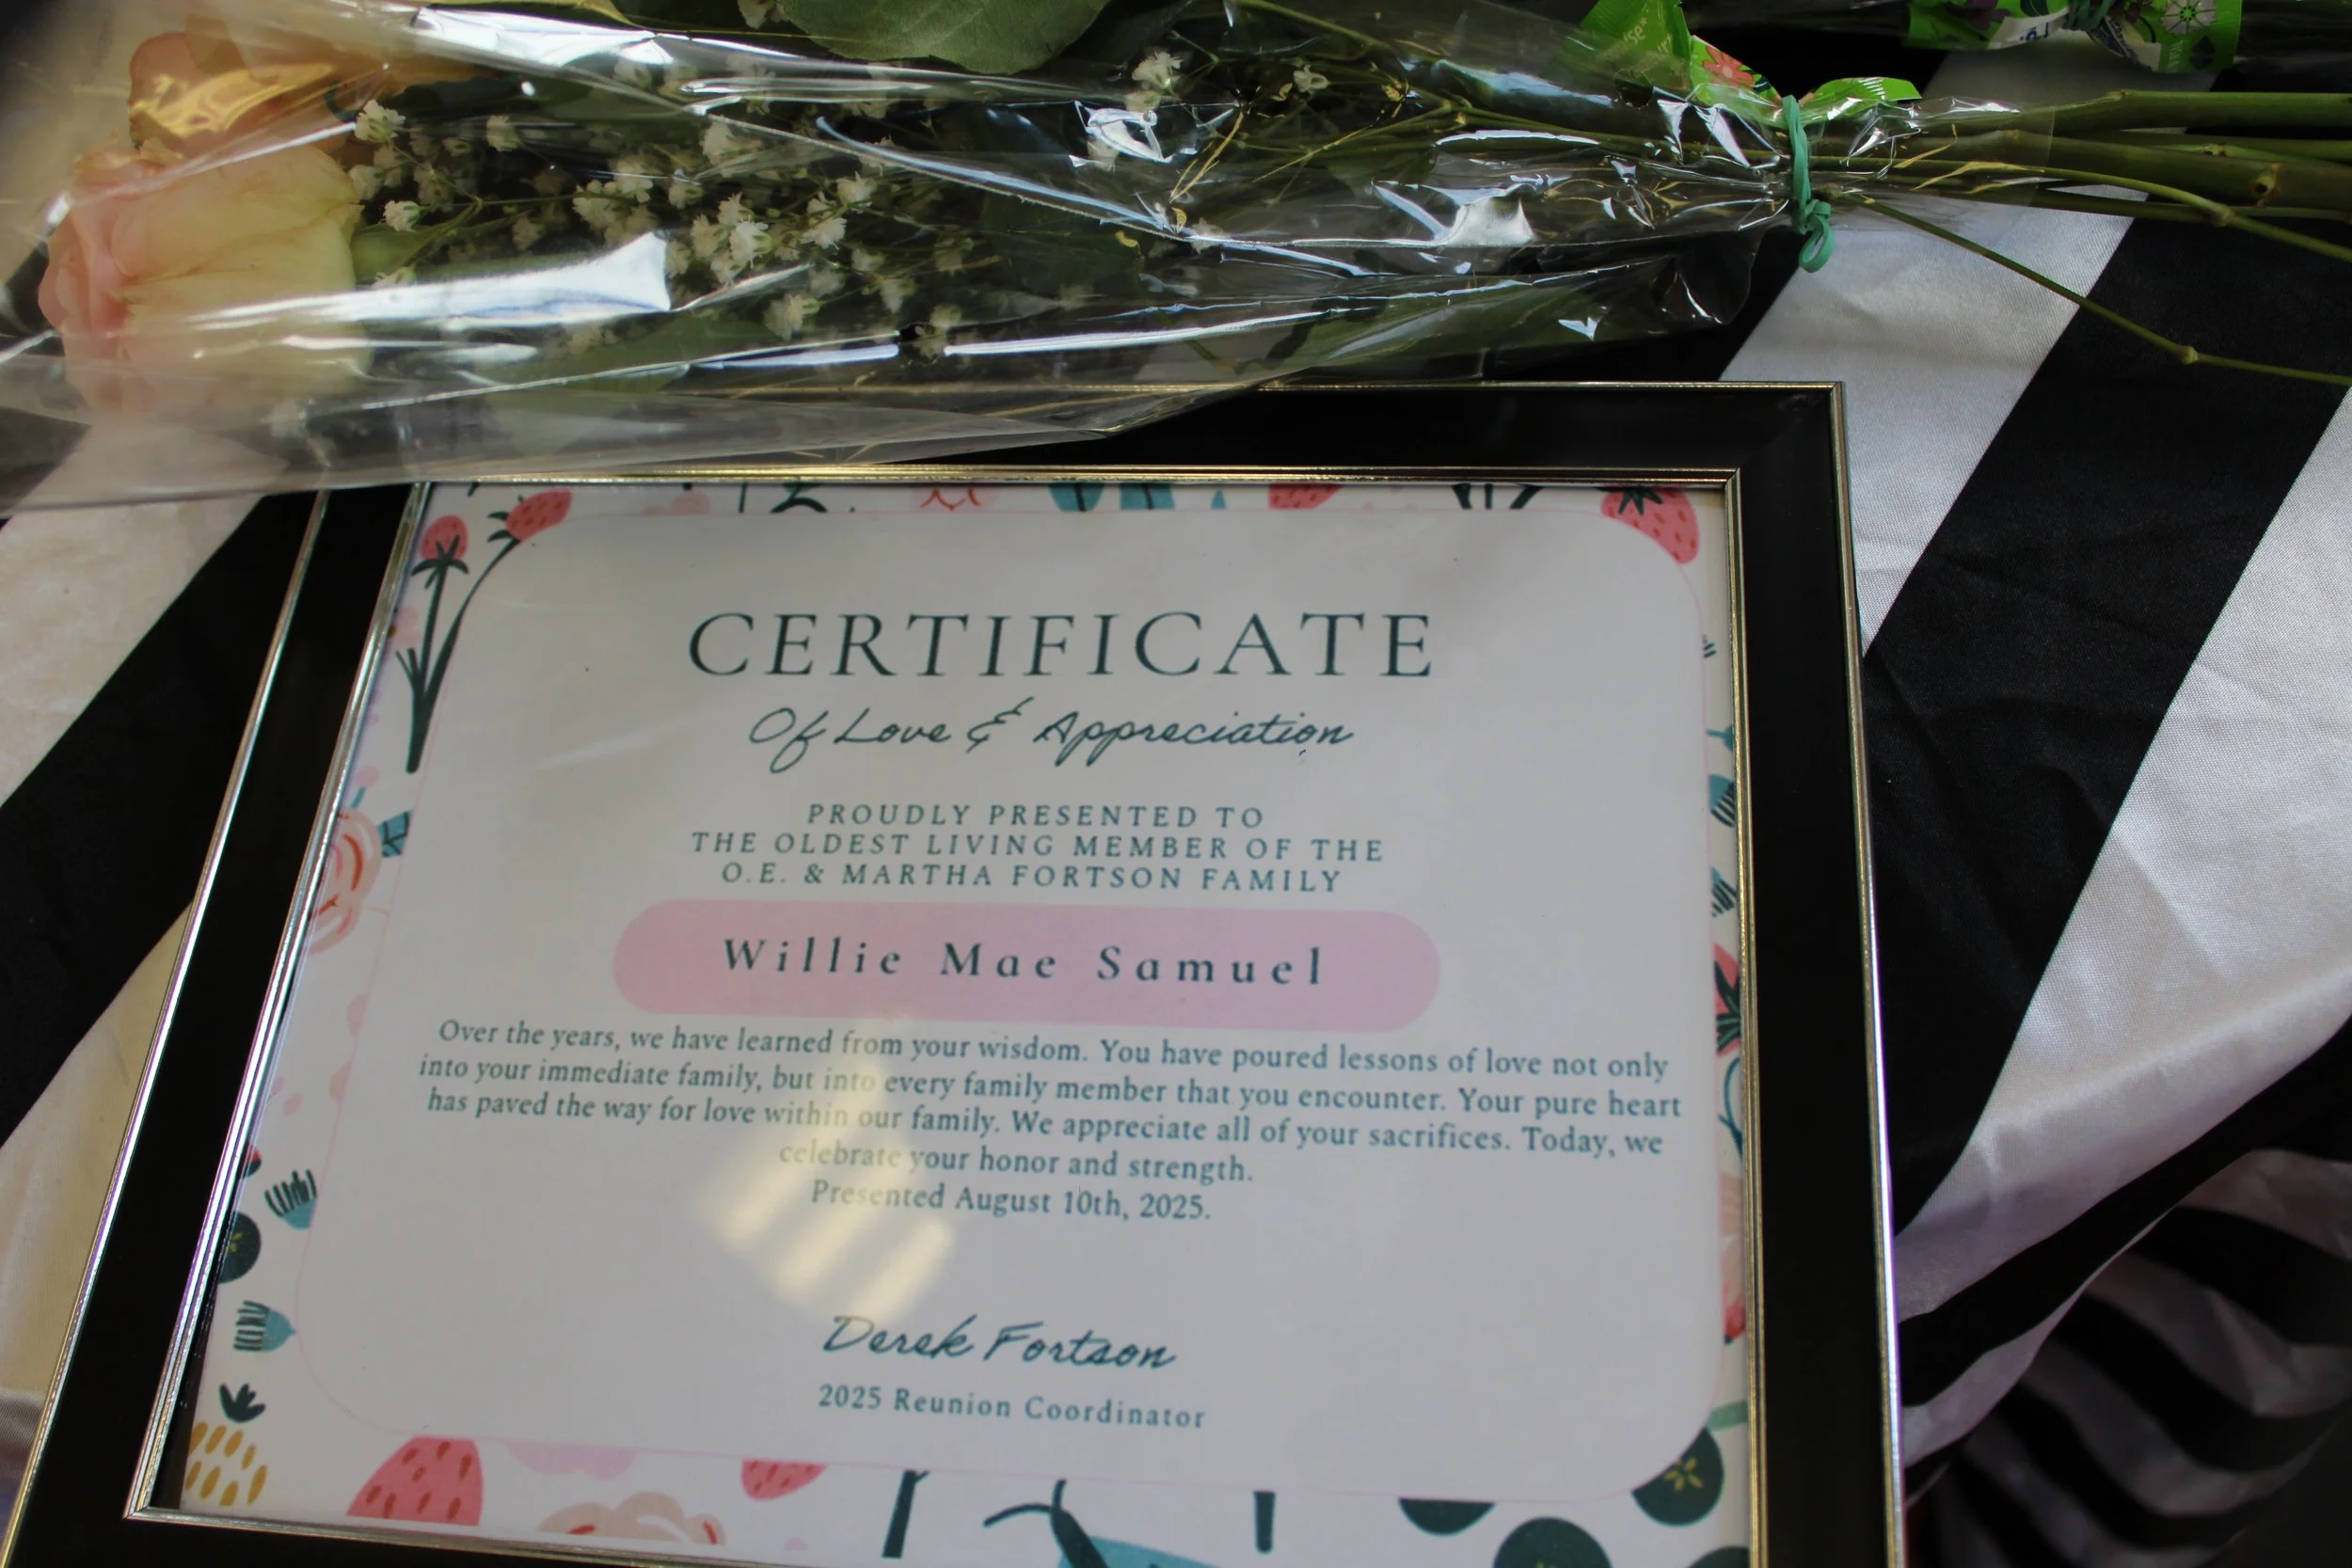 CERTIFICATE
Of Love & Appreciation
PROUDLY PRESENTED TO
THE OLDEST LIVING MEMBER OF THE
O.E. & MARTHA FORTSON FAMILY
Willie Mae Samuel
Over the years, we have learned from your wisdom. You have poured lessons of love not only
into your immediate family, but into every family member that you encounter. Your pure heart
has paved the way for love within our family. We appreciate all of your sacrifices. Today, we
celebrate your honor and strength.
Presented August 10th, 2025.
Derek Fortson
2025 Reunion Coordinator